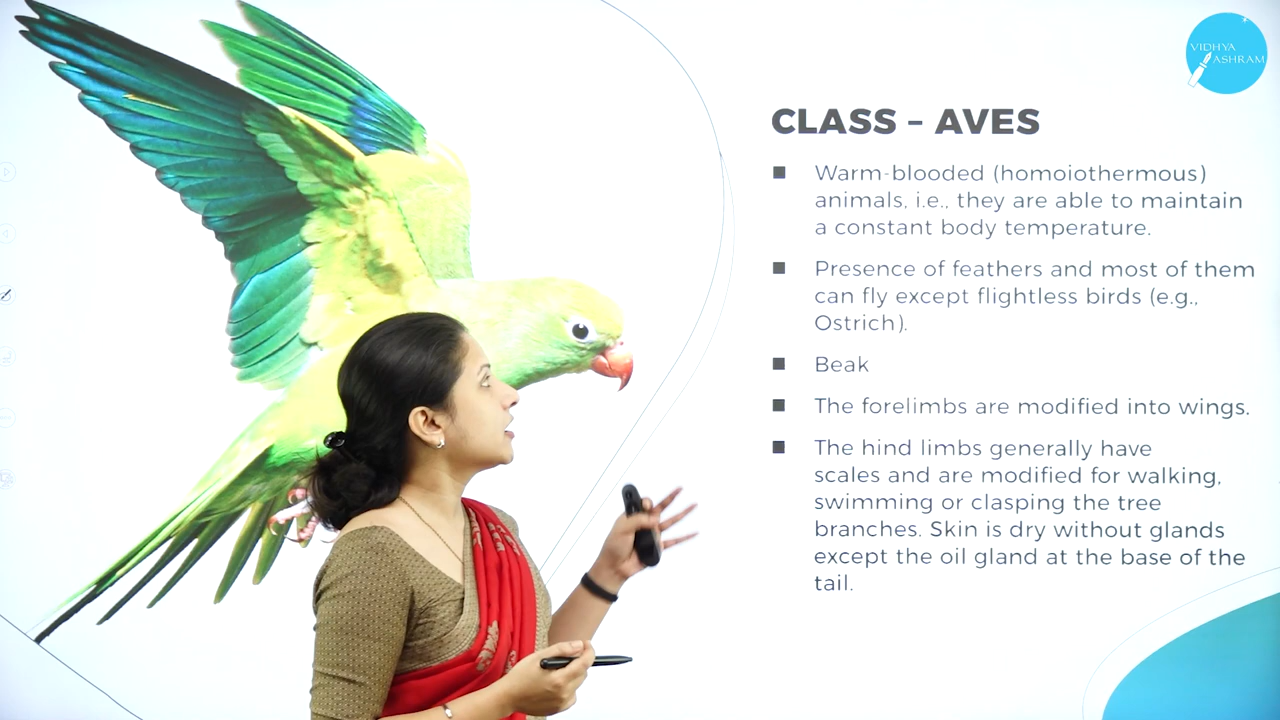 VIDHYA
ASHRAM
CLASS – AVES
Warm-blooded (homoiothermous)
animals, i.e., they are able to maintain
a constant body temperature.
Presence of feathers and most of them
can fly except flightless birds (e.g.,
Ostrich).
Beak
The forelimbs are modified into wings.
The hind limbs generally have
scales and are modified for walking,
swimming or clasping the tree
branches. Skin is dry without glands
except the oil gland at the base of the
tail.